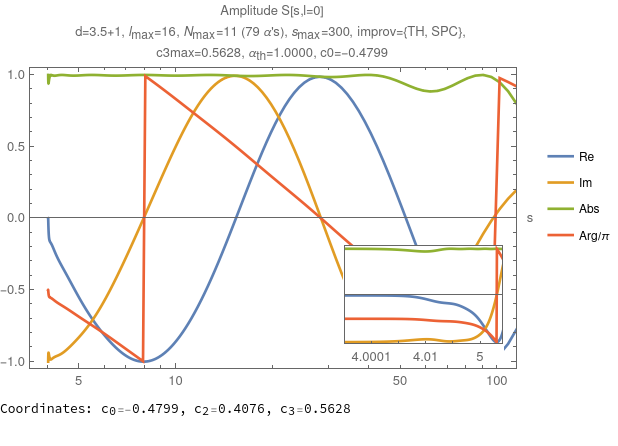 Amplitude S[s,l=0]
d=3.5+1, lmax=16, Nmax=11 (79 α's), smax=300, improv={TH, SPC},
c3max=0.5628, αth=1.0000, c0=-0.4799
1.0
0.5
0.0
-0.5
-1.0
s
5
10
50
100
4.0001
4.01
5
Re
Im
Abs
Arg/π
Coordinates: c0=-0.4799, c2=0.4076, c3=0.5628